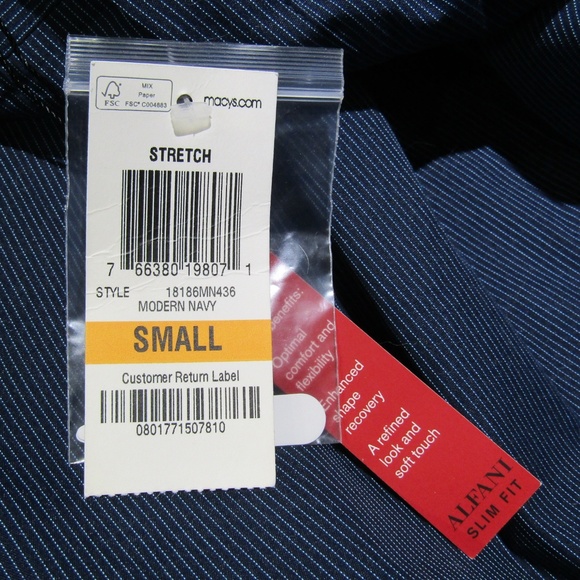 MIX
Paper
FSC FSC® C004883
macys.com
STRETCH
7 66380 19807 1
STYLE 18186MN436
MODERN NAVY
SMALL
Customer Return Label
0801771507810
benefits:
Optimal
comfort and
flexibility
Enhanced
shape
recovery
A refined
look and
soft touch
ALFANI
SLIM FIT